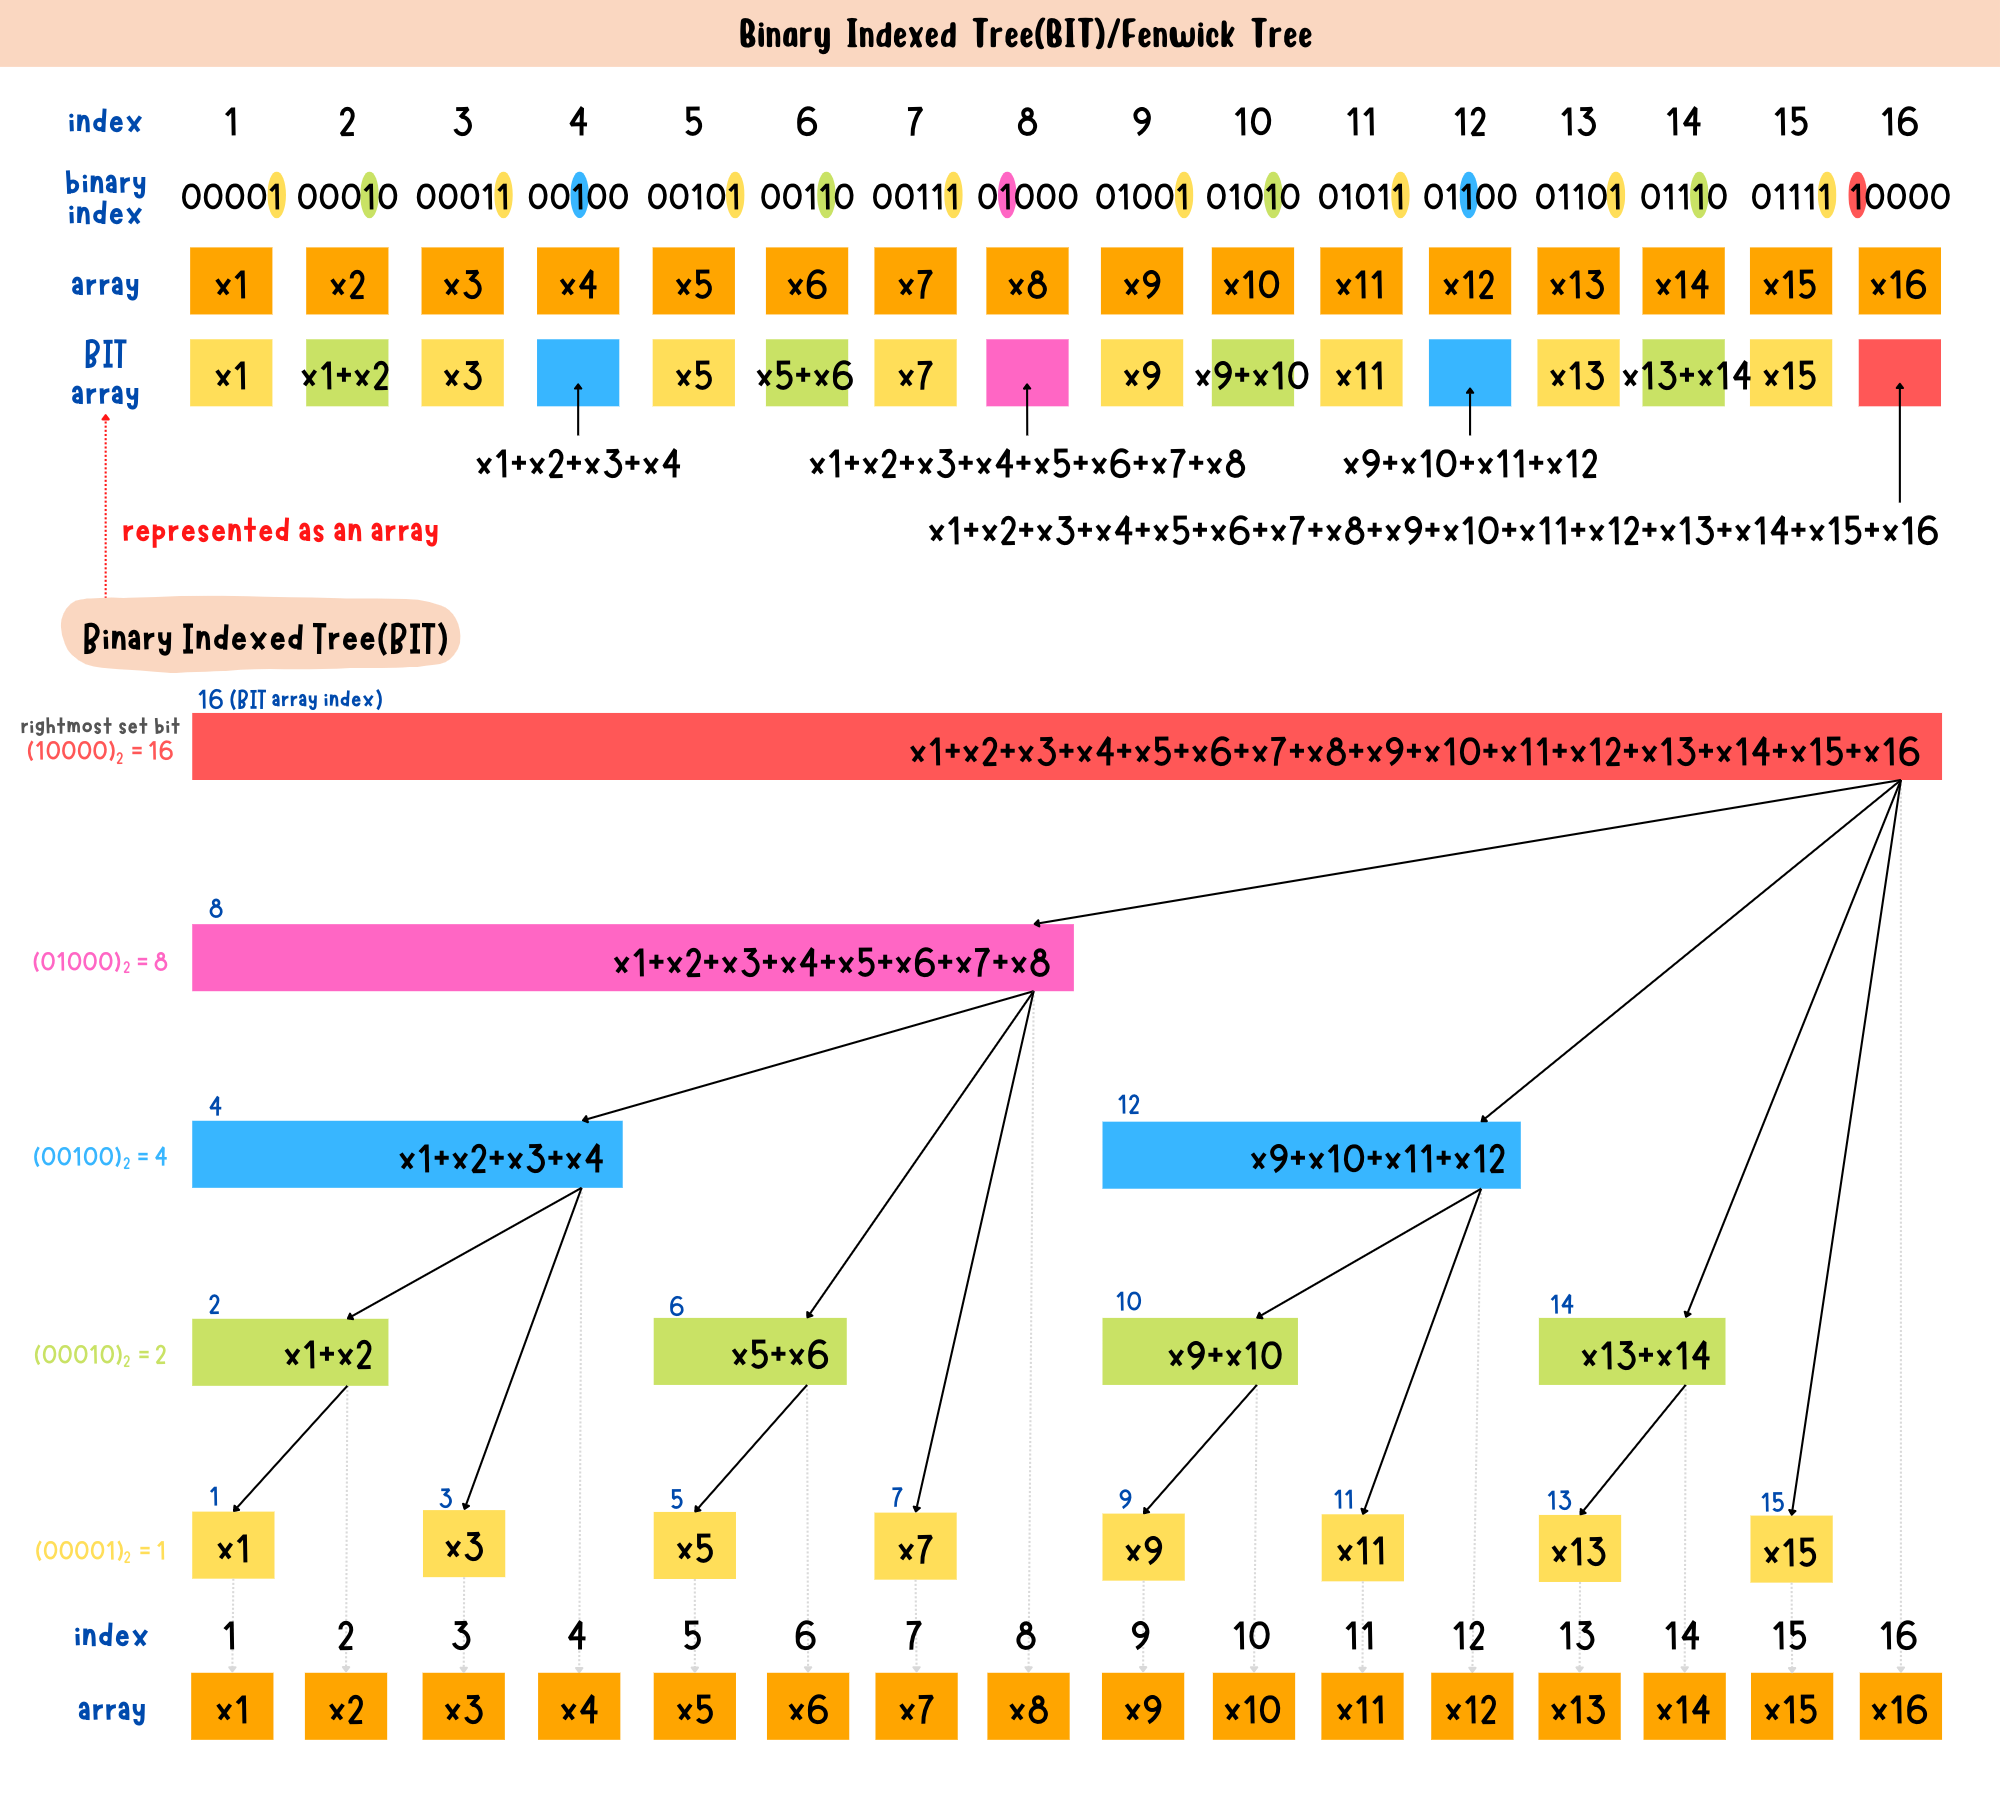 Binary Indexed Tree(BIT)/Fenwick Tree
index 1 2 3 4 5 6 7 8 9 10 11 12 13 14 15 16
binary index 00001 00010 00011 00100 00101 00110 00111 01000 01001 01010 01011 01100 01101 01110 01111 10000
array x1 x2 x3 x4 x5 x6 x7 x8 x9 x10 x11 x12 x13 x14 x15 x16
BIT array x1 x1+x2 x3 x5 x5+x6 x7 x9 x9+x10 x11 x13 x13+x14 x15
x1+x2+x3+x4 x1+x2+x3+x4+x5+x6+x7+x8 x9+x10+x11+x12
represented as an array x1+x2+x3+x4+x5+x6+x7+x8+x9+x10+x11+x12+x13+x14+x15+x16
Binary Indexed Tree(BIT)
16 (BIT array index)
rightmost set bit
(10000)₂ = 16 x1+x2+x3+x4+x5+x6+x7+x8+x9+x10+x11+x12+x13+x14+x15+x16
8
(01000)₂ = 8 x1+x2+x3+x4+x5+x6+x7+x8
4 12
(00100)₂ = 4 x1+x2+x3+x4 x9+x10+x11+x12
2 6 10 14
(00010)₂ = 2 x1+x2 x5+x6 x9+x10 x13+x14
1 3 5 7 9 11 13 15
(00001)₂ = 1 x1 x3 x5 x7 x9 x11 x13 x15
index 1 2 3 4 5 6 7 8 9 10 11 12 13 14 15 16
array x1 x2 x3 x4 x5 x6 x7 x8 x9 x10 x11 x12 x13 x14 x15 x16